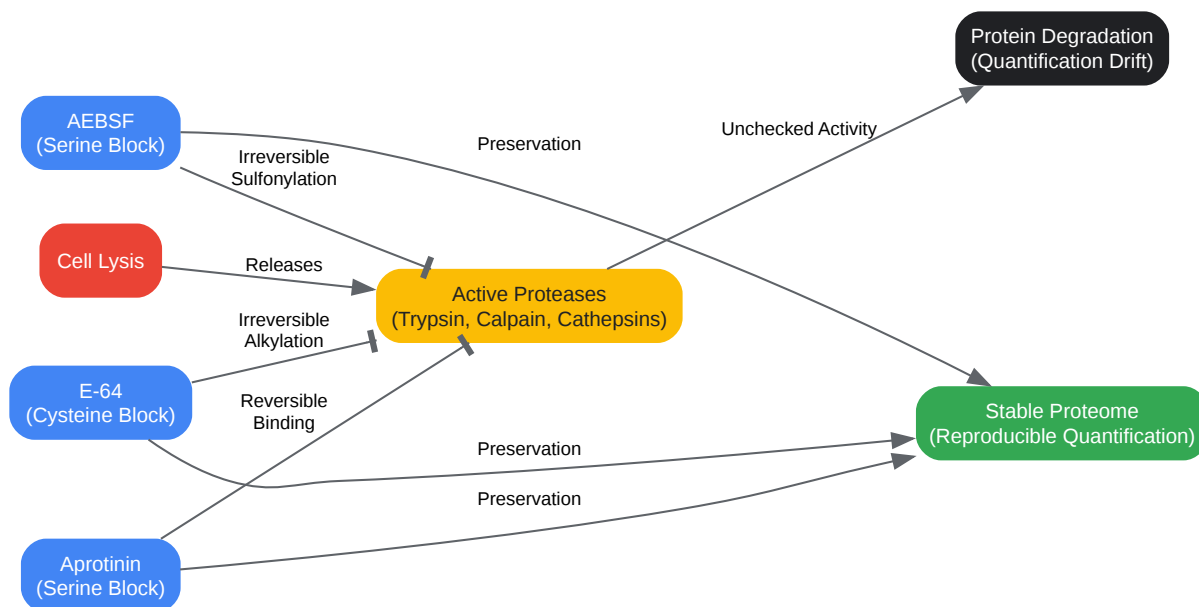 Protein Degradation
(Quantification Drift)
AEBSF
(Serine Block)
Unchecked Activity
Preservation
Irreversible
Sulfonylation
Cell Lysis
Releases
Active Proteases
(Trypsin, Calpain, Cathepsins)
Irreversible
Alkylation
E-64
(Cysteine Block)
Reversible
Binding
Stable Proteome
(Reproducible Quantification)
Preservation
Preservation
Aprotinin
(Serine Block)